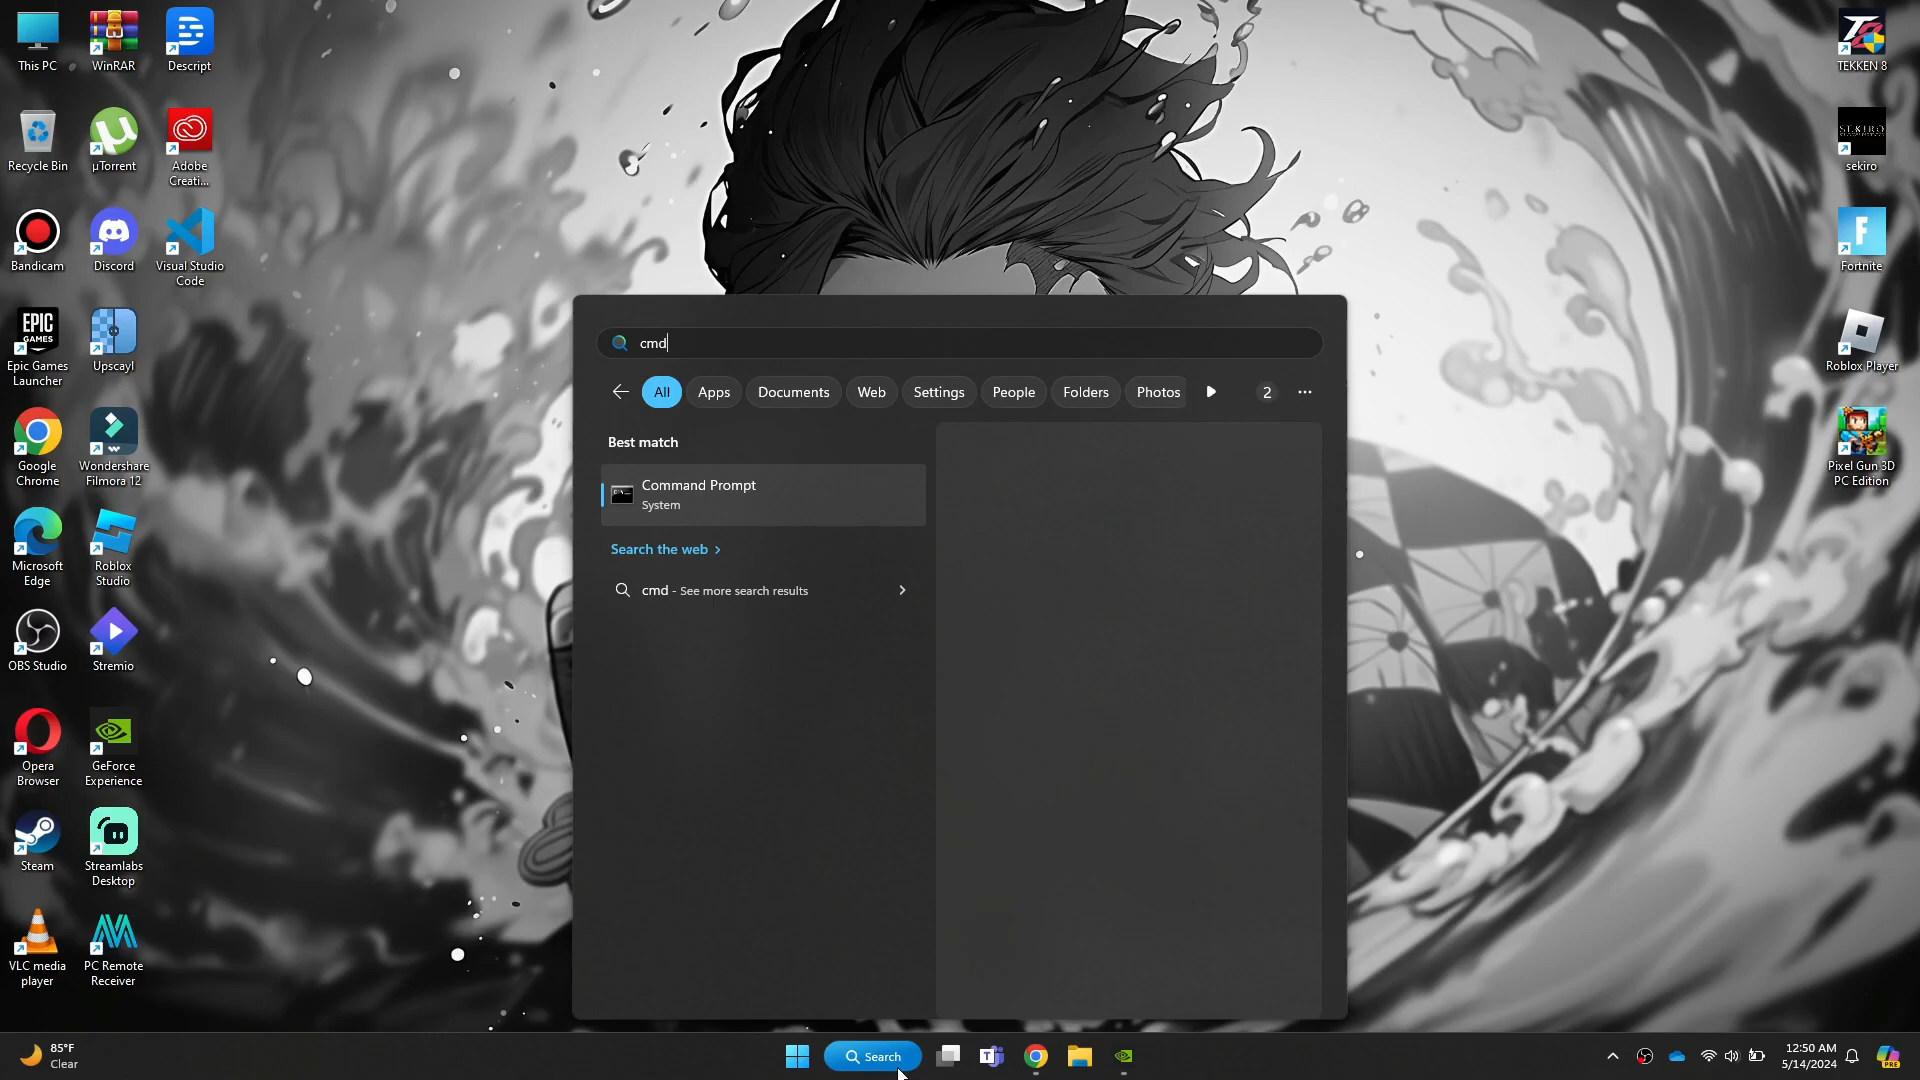 This PC
WinRAR
Descript
Recycle Bin
µTorrent
Adobe
Creati...
Bandicam
Discord
Visual Studio
Code
EPIC
GAMES
Epic Games
Launcher
Upscayl
Google
Chrome
Wondershare
Filmora 12
Microsoft
Edge
Roblox
Studio
OBS Studio
Stremio
Opera
Browser
GeForce
Experience
Steam
Streamlabs
Desktop
VLC media
player
PC Remote
Receiver
cmd
All
Apps
Documents
Web
Settings
People
Folders
Photos
2
Best match
Command Prompt
System
Search the web
cmd - See more search results
TEKKEN 8
SEKIRO
sekiro
F
Fortnite
Roblox Player
Pixel Gun 3D
PC Edition
85°F
Clear
Search
12:50 AM
5/14/2024
PRE